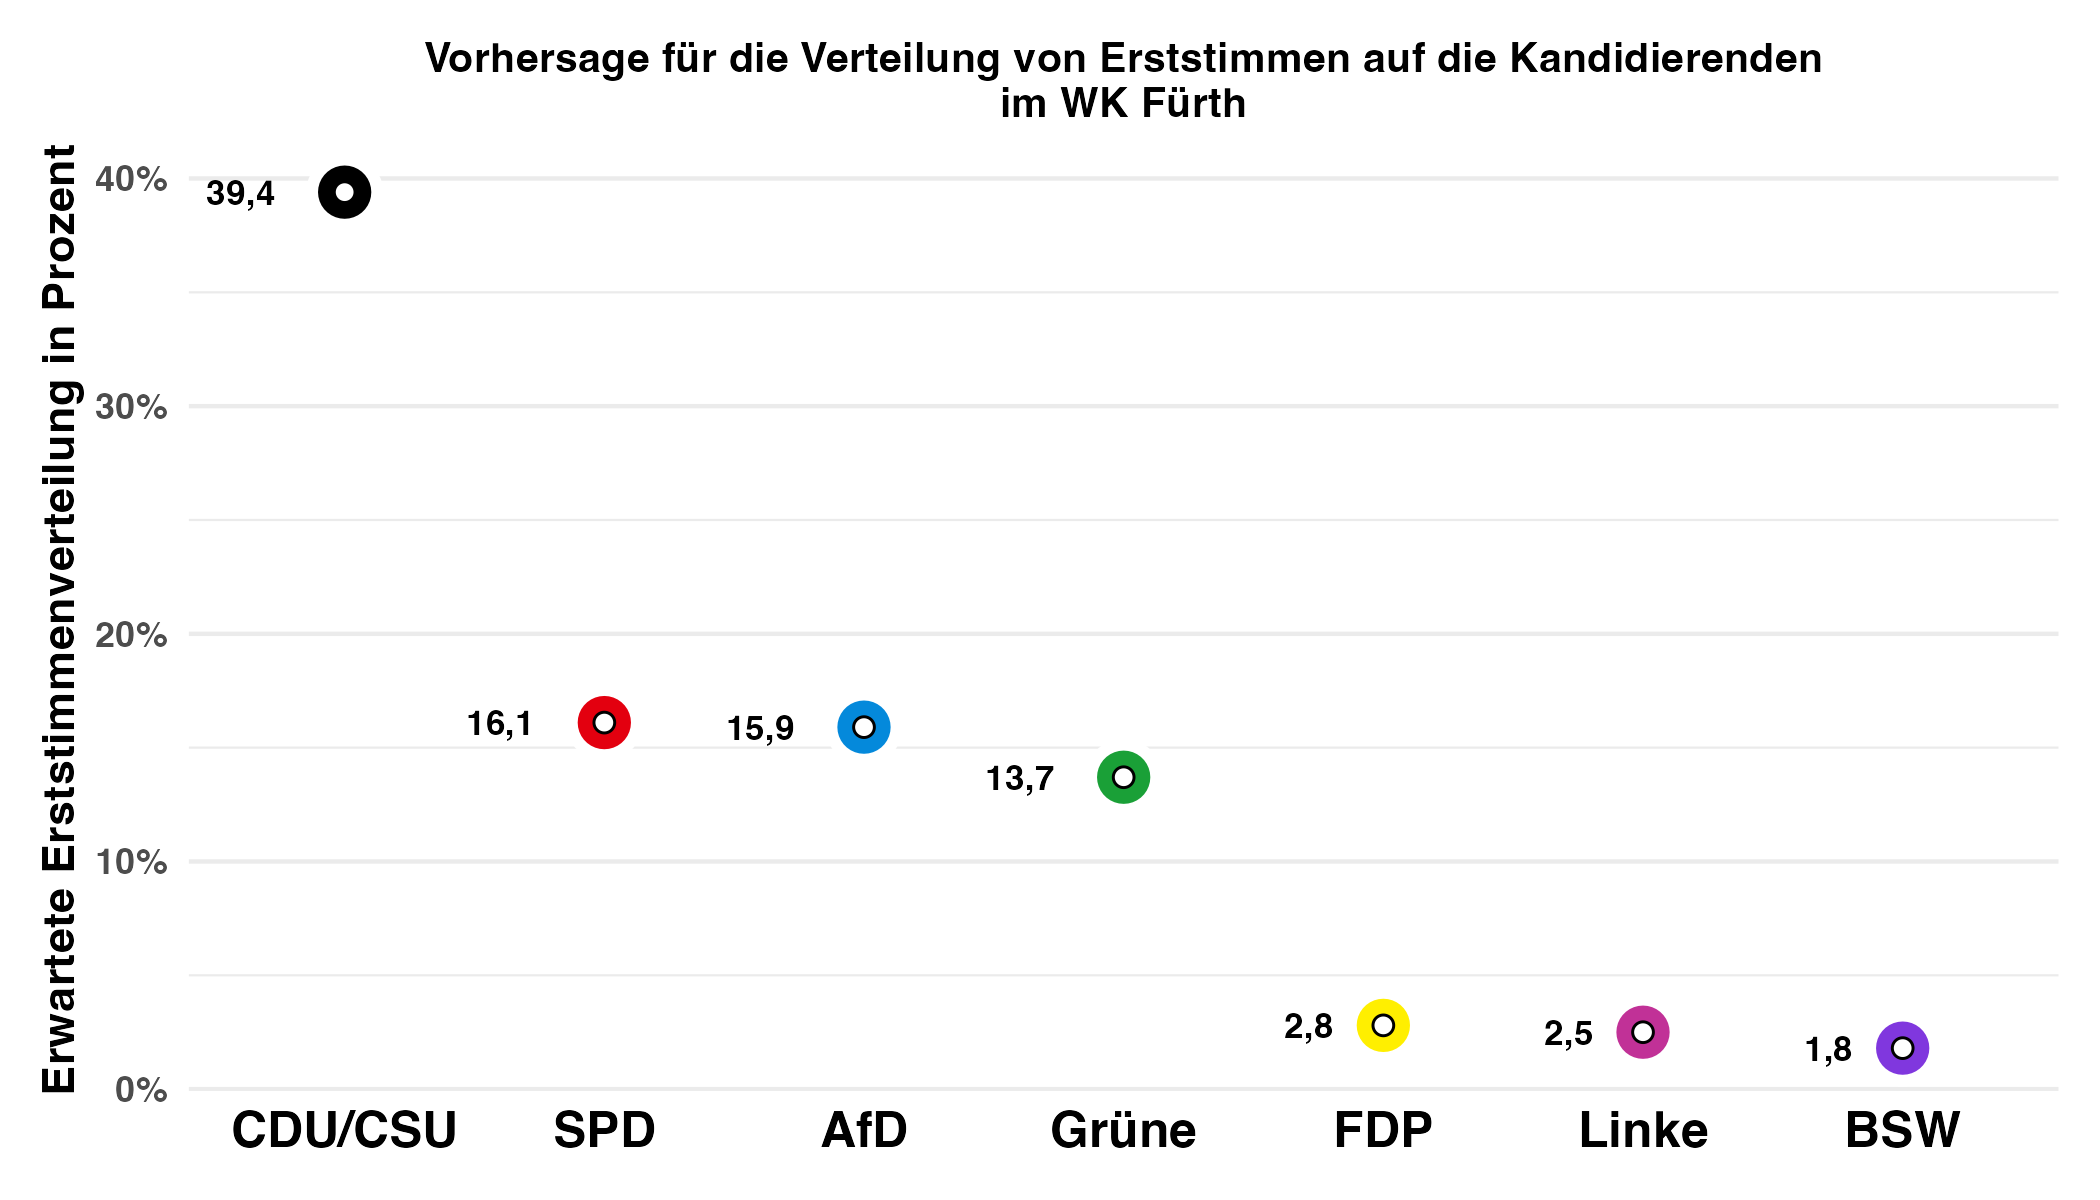 Vorhersage für die Verteilung von Erststimmen auf die Kandidierenden
im WK Fürth
Erwartete Erststimmenverteilung in Prozent
40%
30%
20%
10%
0%
39,4
16,1
15,9
13,7
2,8
2,5
1,8
CDU/CSU
SPD
AfD
Grüne
FDP
Linke
BSW